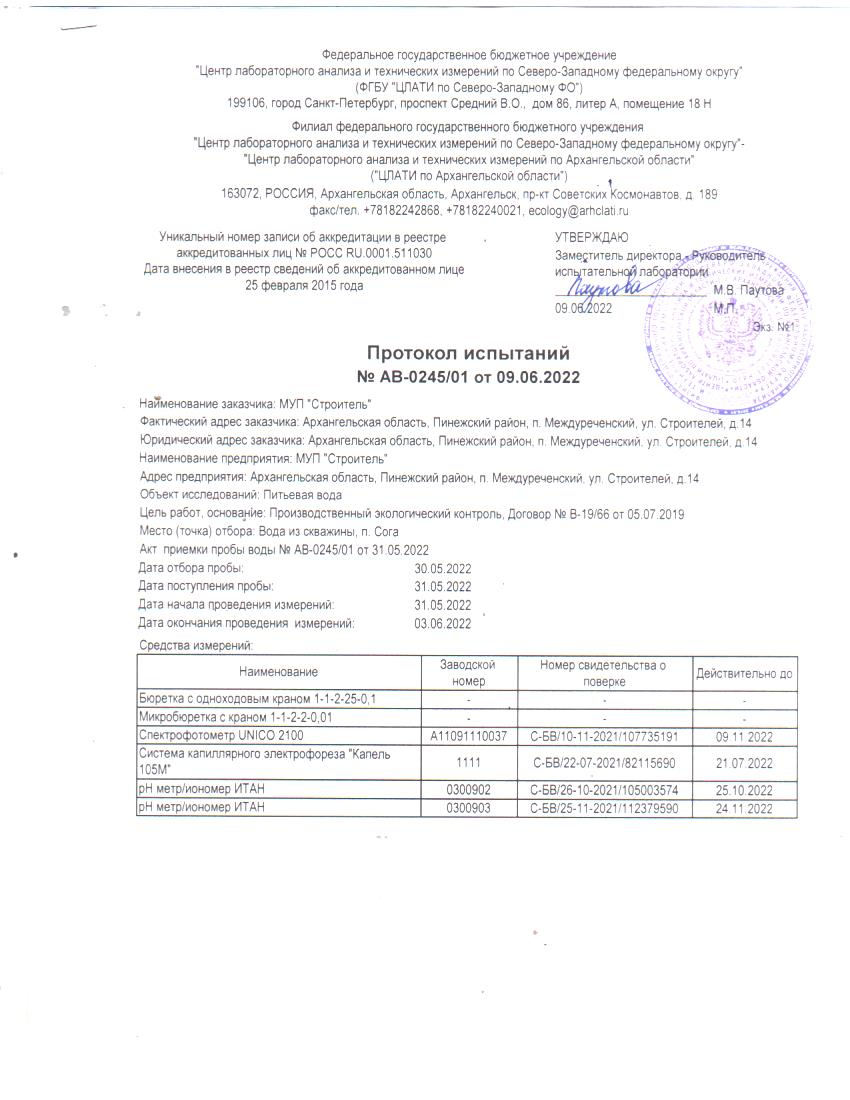 Федеральное государственное бюджетное учреждение
"Центр лабораторного анализа и технических измерений по Северо-Западному федеральному округу"
(ФГБУ "ЦЛАТИ по Северо-Западному ФО")
199106, город Санкт-Петербург, проспект Средний В.О., дом 86, литер А, помещение 18 Н
Филиал федерального государственного бюджетного учреждения
"Центр лабораторного анализа и технических измерений по Северо-Западному федеральному округу"-
"Центр лабораторного анализа и технических измерений по Архангельской области"
("ЦЛАТИ по Архангельской области")
163072, РОССИЯ, Архангельская область, Архангельск, пр-кт Советских Космонавтов, д. 189
факс/тел. +78182242868, +78182240021, ecology@arhclati.ru
Уникальный номер записи об аккредитации в реестре
аккредитованных лиц № РОСС RU.0001.511030
Дата внесения в реестр сведений об аккредитованном лице
25 февраля 2015 года
УТВЕРЖДАЮ
Заместитель директора - Руководитель
испытательной лаборатории
Паутова
М.В. Паутова
09.06.2022 М.П.
Экз. №1
Протокол испытаний
№ АВ-0245/01 от 09.06.2022
Наименование заказчика: МУП "Строитель"
Фактический адрес заказчика: Архангельская область, Пинежский район, п. Междуреченский, ул. Строителей, д.14
Юридический адрес заказчика: Архангельская область, Пинежский район, п. Междуреченский, ул. Строителей, д.14
Наименование предприятия: МУП "Строитель"
Адрес предприятия: Архангельская область, Пинежский район, п. Междуреченский, ул. Строителей, д.14
Объект исследований: Питьевая вода
Цель работ, основание: Производственный экологический контроль, Договор № В-19/66 от 05.07.2019
Место (точка) отбора: Вода из скважины, п. Сога
Акт приемки пробы воды № АВ-0245/01 от 31.05.2022
Дата отбора пробы: 30.05.2022
Дата поступления пробы: 31.05.2022
Дата начала проведения измерений: 31.05.2022
Дата окончания проведения измерений: 03.06.2022
Средства измерений:
Наименование Заводской номер Номер свидетельства о поверке Действительно до
Бюретка с одноходовым краном 1-1-2-25-0,1 - - -
Микробюретка с краном 1-1-2-2-0,01 - - -
Спектрофотометр UNICO 2100 А11091110037 С-БВ/10-11-2021/107735191 09.11.2022
Система капиллярного электрофореза "Капель
105М" 1111 С-БВ/22-07-2021/82115690 21.07.2022
рН метр/иономер ИТАН 0300902 С-БВ/26-10-2021/105003574 25.10.2022
рН метр/иономер ИТАН 0300903 С-БВ/25-11-2021/112379590 24.11.2022